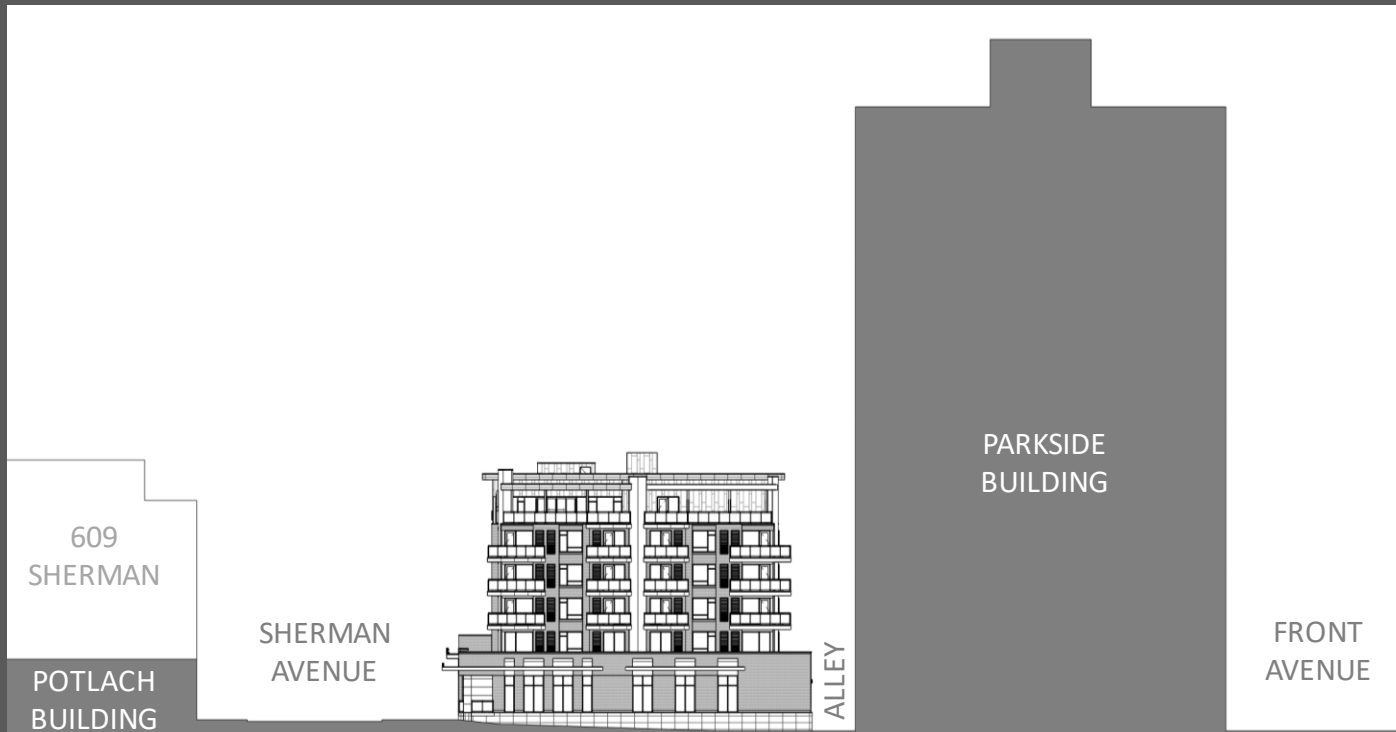 609
SHERMAN
POTLACH
BUILDING
SHERMAN
AVENUE
ALLEY
PARKSIDE
BUILDING
FRONT
AVENUE